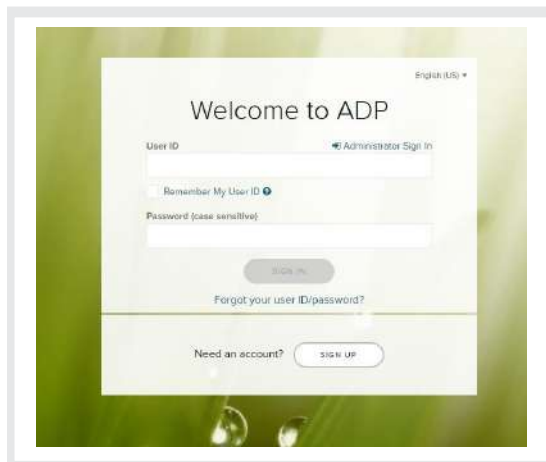 English (US)
Welcome to ADP
User ID
Administrator Sign In
Remember My User ID
Password (case sensitive)
SIGN IN
Forgot your user ID/password?
Need an account? SIGN UP